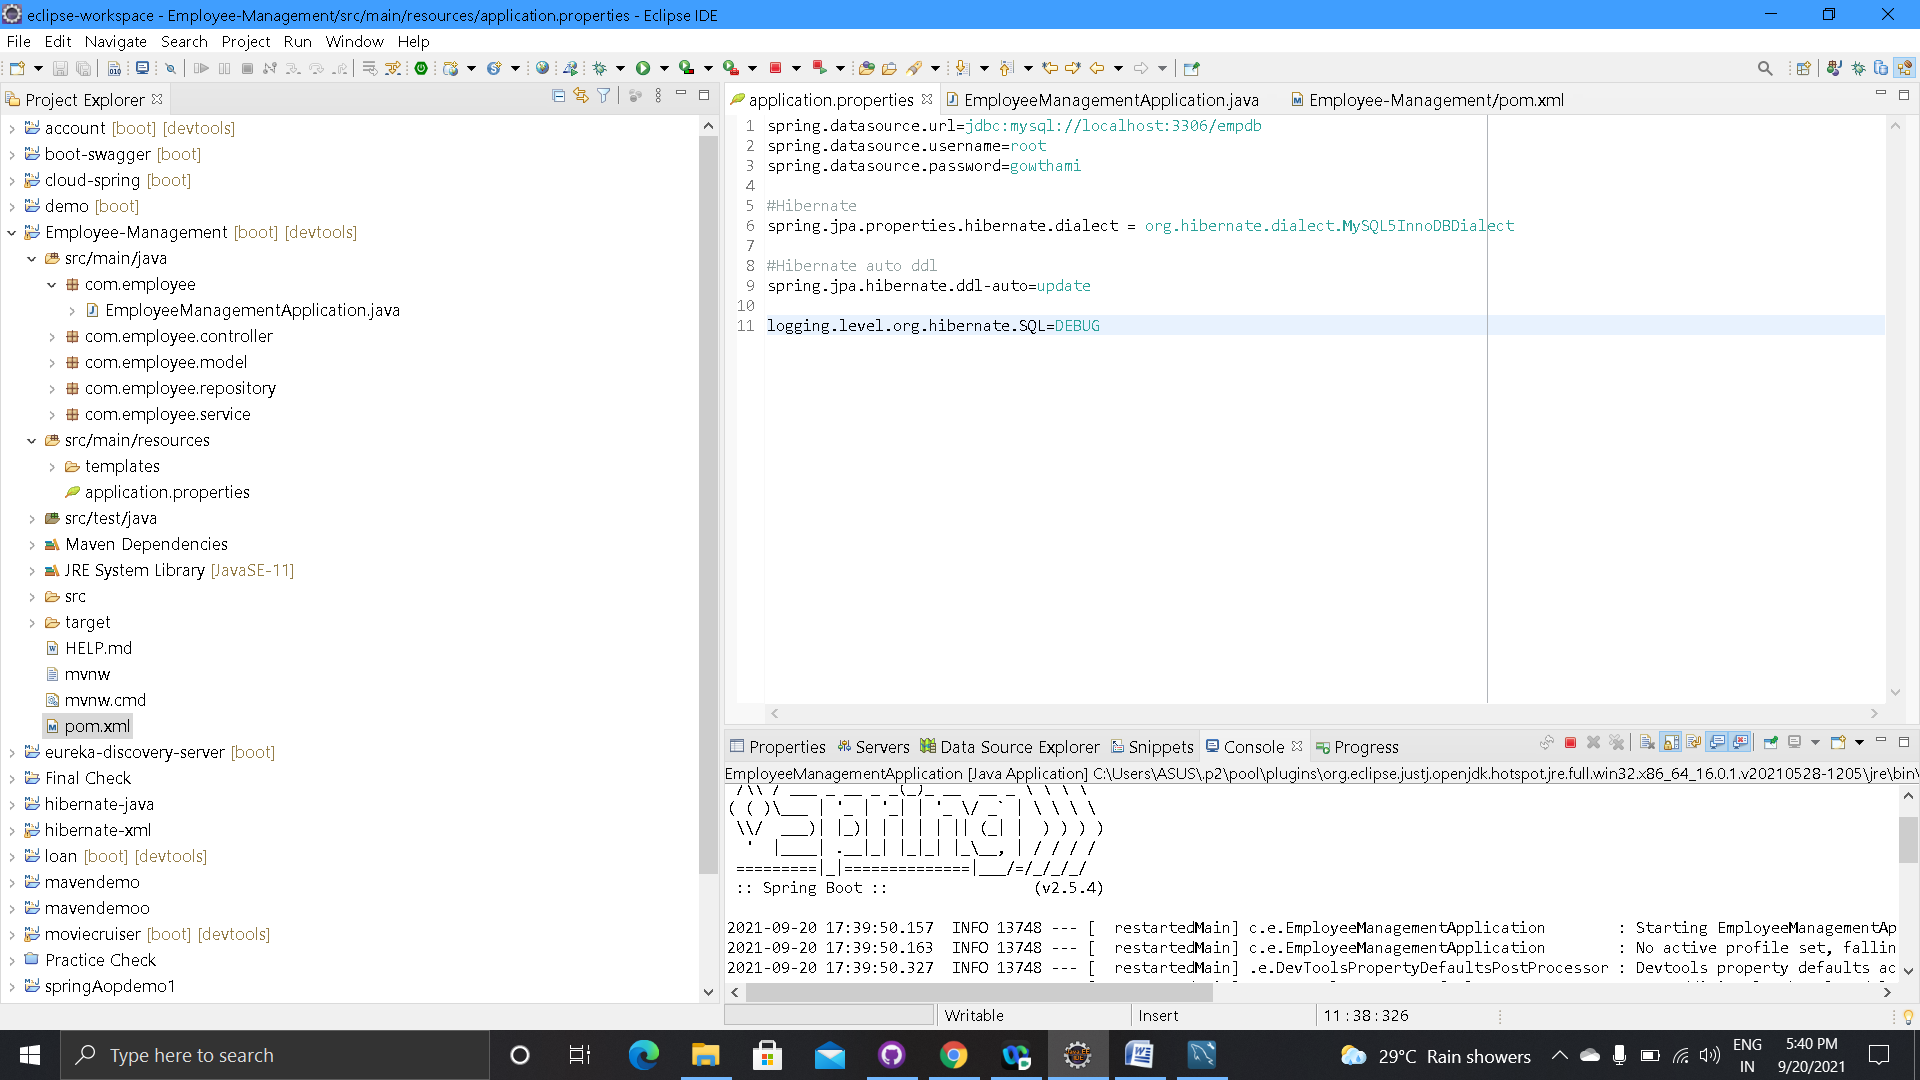 eclipse-workspace - Employee-Management/src/main/resources/application.properties - Eclipse IDE
File Edit Navigate Search Project Run Window Help
Project Explorer
account [boot] [devtools]
boot-swagger [boot]
cloud-spring [boot]
demo [boot]
Employee-Management [boot] [devtools]
src/main/java
com.employee
EmployeeManagementApplication.java
com.employee.controller
com.employee.model
com.employee.repository
com.employee.service
src/main/resources
templates
application.properties
src/test/java
Maven Dependencies
JRE System Library [JavaSE-11]
src
target
HELP.md
mvnw
mvnw.cmd
pom.xml
eureka-discovery-server [boot]
Final Check
hibernate-java
hibernate-xml
loan [boot] [devtools]
mavendemo
mavendemoo
moviecruiser [boot] [devtools]
Practice Check
springAopdemo1
application.properties EmployeeManagementApplication.java Employee-Management/pom.xml
1 spring.datasource.url=jdbc:mysql://localhost:3306/empdb
2 spring.datasource.username=root
3 spring.datasource.password=gowthami
4
5 #Hibernate
6 spring.jpa.properties.hibernate.dialect = org.hibernate.dialect.MySQL5InnoDBDialect
7
8 #Hibernate auto ddl
9 spring.jpa.hibernate.ddl-auto=update
10
11 logging.level.org.hibernate.SQL=DEBUG
Properties Servers Data Source Explorer Snippets Console Progress
EmployeeManagementApplication [Java Application] C:\Users\ASUS\.p2\pool\plugins\org.eclipse.justj.openjdk.hotspot.jre.full.win32.x86_64_16.0.1.v20210528-1205\jre\bin\
:: Spring Boot :: (v2.5.4)
2021-09-20 17:39:50.157 INFO 13748 --- [ restartedMain] c.e.EmployeeManagementApplication : Starting EmployeeManagementAp
2021-09-20 17:39:50.163 INFO 13748 --- [ restartedMain] c.e.EmployeeManagementApplication : No active profile set, fallin
2021-09-20 17:39:50.327 INFO 13748 --- [ restartedMain] .e.DevToolsPropertyDefaultsPostProcessor : Devtools property defaults ac
Writable Insert 11 : 38 : 326
Type here to search
29°C Rain showers
ENG
IN
5:40 PM
9/20/2021